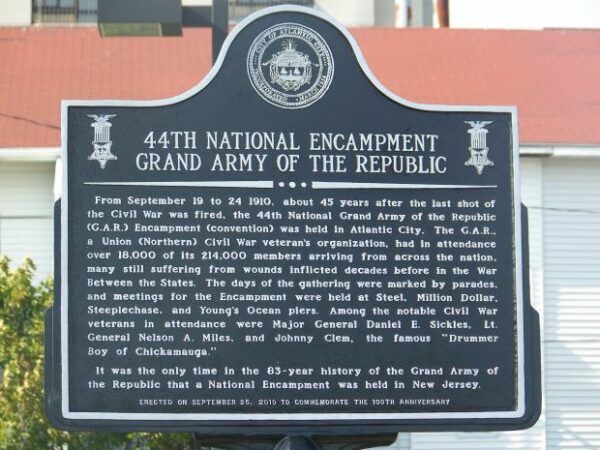 CITY OF ATLANTIC CITY
INCORPORATED MARCH
44TH NATIONAL ENCAMPMENT
GRAND ARMY OF THE REPUBLIC
From September 19 to 24 1910, about 45 years after the last shot of
the Civil War was fired, the 44th National Grand Army of the Republic
(G.A.R.) Encampment (convention) was held in Atlantic City. The G.A.R.,
a Union (Northern) Civil War veteran's organization, had in attendance
over 18,000 of its 214,000 members arriving from across the nation,
many still suffering from wounds inflicted decades before in the War
Between the States. The days of the gathering were marked by parades,
and meetings for the Encampment were held at Steel, Million Dollar,
Steeplechase, and Young's Ocean piers. Among the notable Civil War
veterans in attendance were Major General Daniel E. Sickles, Lt.
General Nelson A. Miles, and Johnny Clem, the famous "Drummer
Boy of Chickamauga."
It was the only time in the 83-year history of the Grand Army of
the Republic that a National Encampment was held in New Jersey.
ERECTED ON SEPTEMBER 25, 2010 TO COMMEMORATE THE 100TH ANNIVERSARY